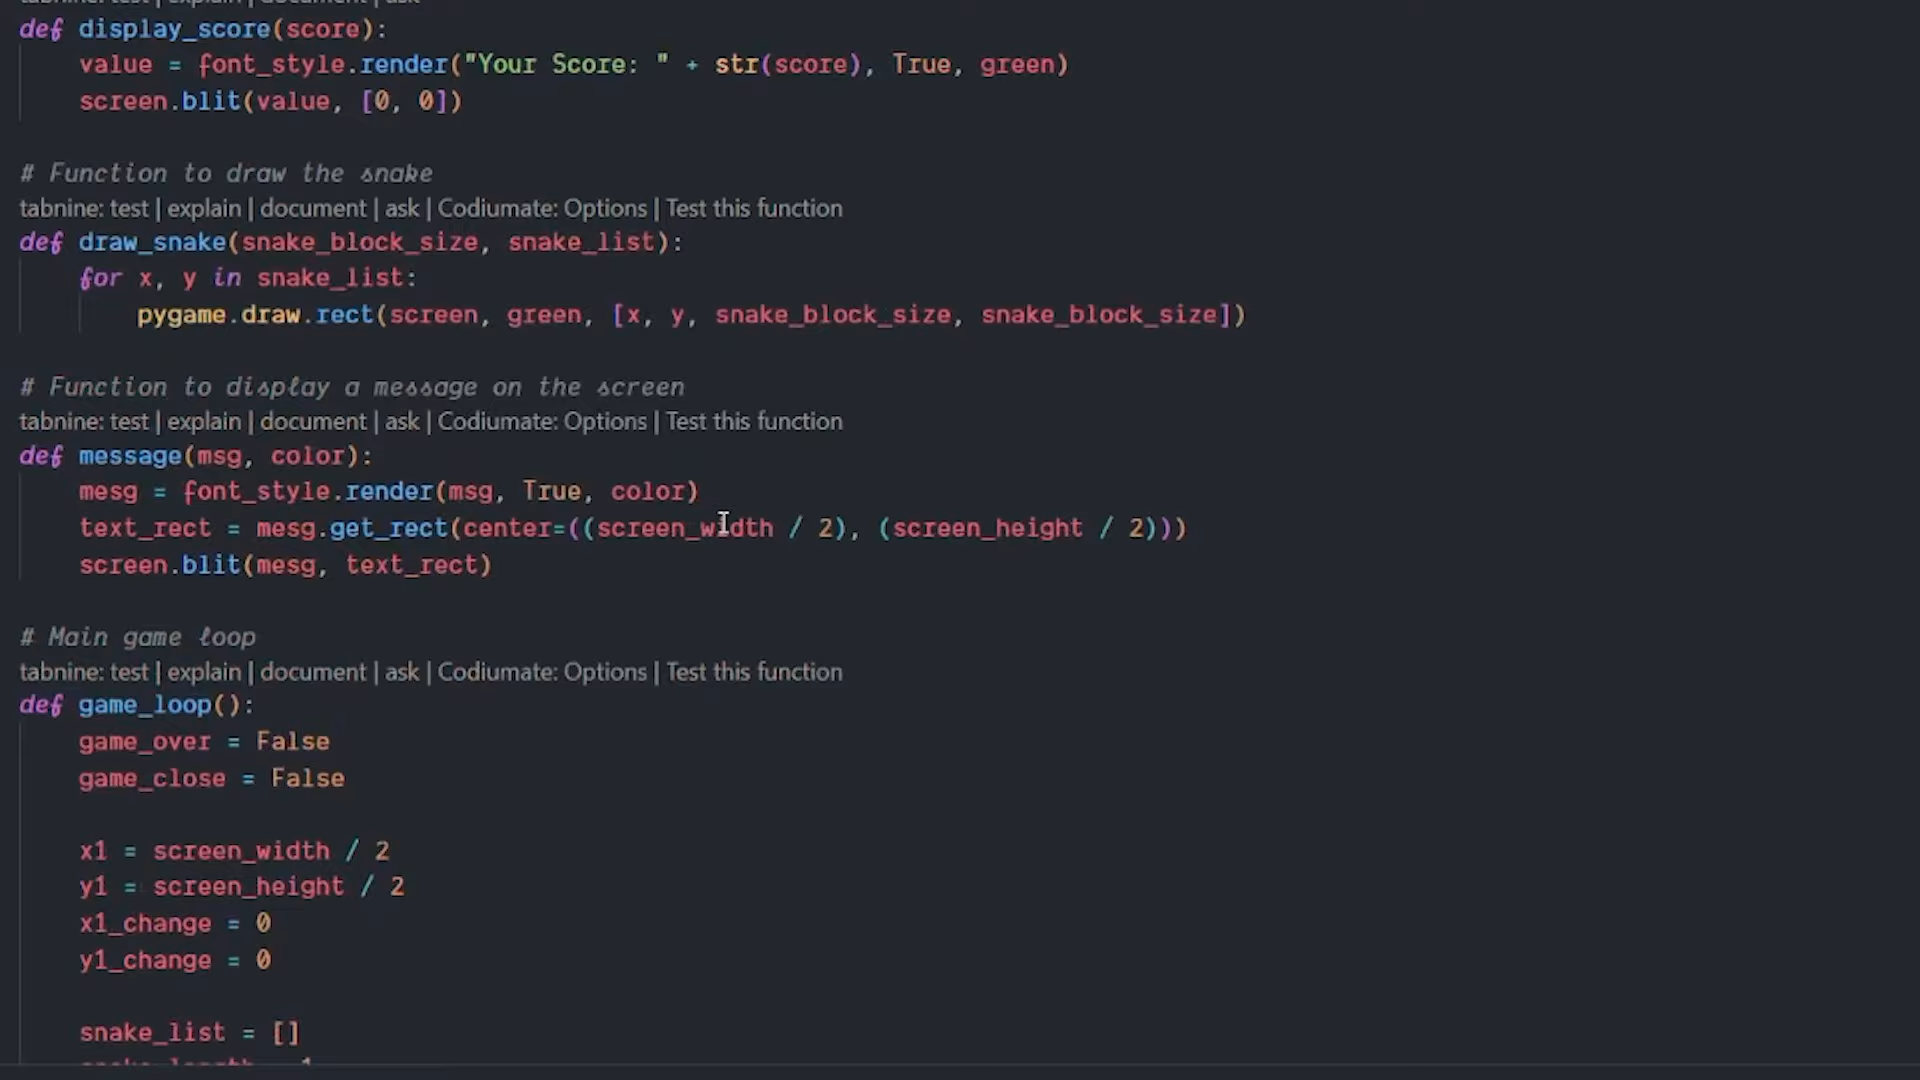 tabnine: test | explain | document | ask
def display_score(score):
    value = font_style.render("Your Score: " + str(score), True, green)
    screen.blit(value, [0, 0])
# Function to draw the snake
tabnine: test | explain | document | ask | Codiumate: Options | Test this function
def draw_snake(snake_block_size, snake_list):
    for x, y in snake_list:
        pygame.draw.rect(screen, green, [x, y, snake_block_size, snake_block_size])
# Function to display a message on the screen
tabnine: test | explain | document | ask | Codiumate: Options | Test this function
def message(msg, color):
    mesg = font_style.render(msg, True, color)
    text_rect = mesg.get_rect(center=((screen_width / 2), (screen_height / 2)))
    screen.blit(mesg, text_rect)
# Main game loop
tabnine: test | explain | document | ask | Codiumate: Options | Test this function
def game_loop():
    game_over = False
    game_close = False
    x1 = screen_width / 2
    y1 = screen_height / 2
    x1_change = 0
    y1_change = 0
    snake_list = []